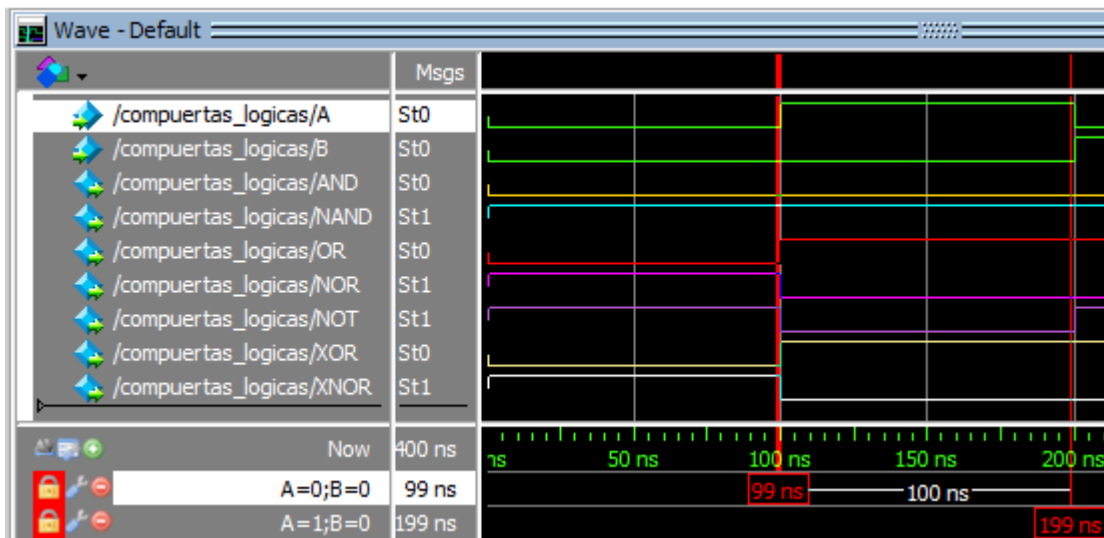 Wave - Default
Msgs
/compuertas_logicas/A St0
/compuertas_logicas/B St0
/compuertas_logicas/AND St0
/compuertas_logicas/NAND St1
/compuertas_logicas/OR St0
/compuertas_logicas/NOR St1
/compuertas_logicas/NOT St1
/compuertas_logicas/XOR St0
/compuertas_logicas/XNOR St1
Now 400 ns ns 50 ns 100 ns 150 ns 200 ns
A=0;B=0 99 ns 99 ns 100 ns
A=1;B=0 199 ns 199 ns